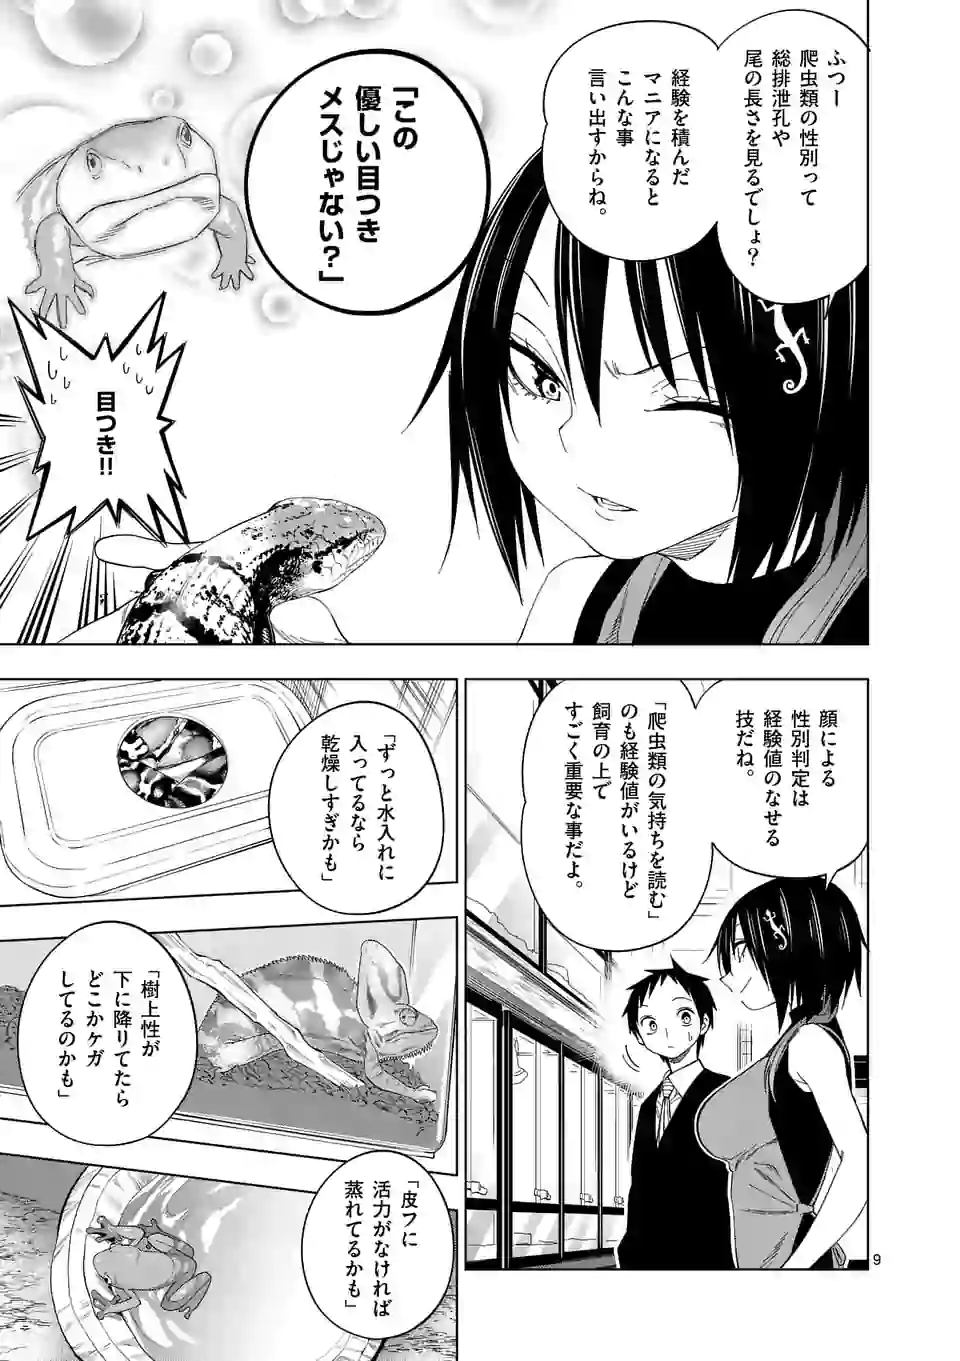 ふつー
爬虫類の性別って
総排泄孔や
尾の長さを見るでしょ？
経験を積んだ
マニアになると
こんな事
言い出すからね。
「この
優しい目つき
メスじゃない？」
目つき!!
顔による
性別判定は
経験値のなせる
技だね。
「爬虫類の気持ちを読む」
のも経験値がいるけど
飼育の上で
すごく重要な事だよ。
「ずっと水入れに
入ってるなら
乾燥しすぎかも」
「樹上性が
下に降りてたら
どこかケガ
してるのかも」
「皮フに
活力がなければ
蒸れてるかも」
9